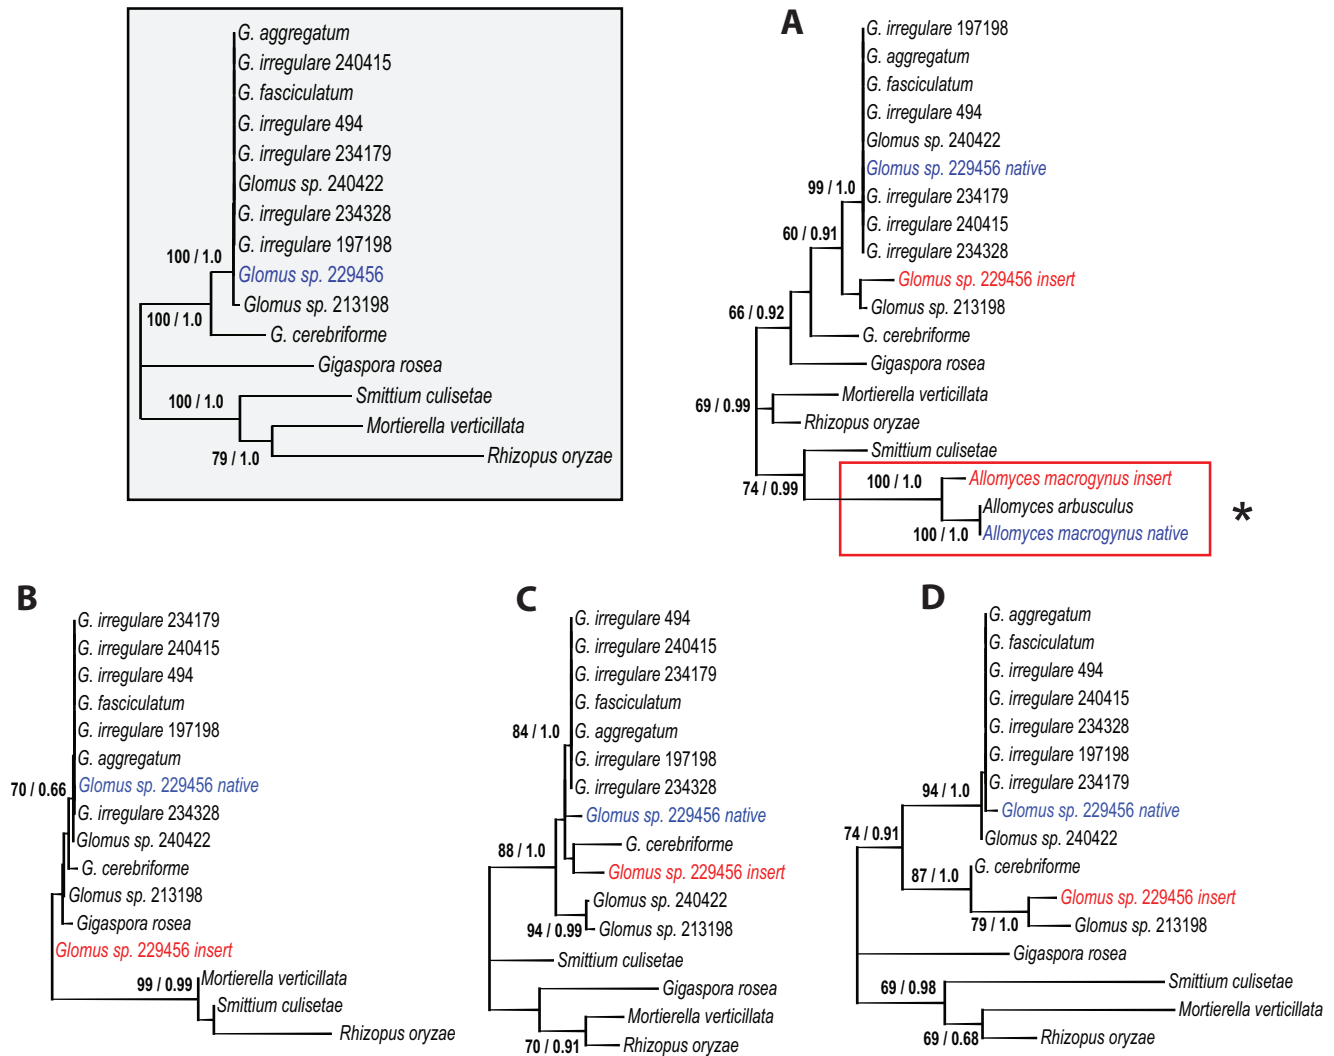 G. aggregatum
G. irregulare 240415
G. fasciculatum
G. irregulare 494
G. irregulare 234179
Glomus sp. 240422
G. irregulare 234328
G. irregulare 197198
100 / 1.0
Glomus sp. 229456
Glomus sp. 213198
100 / 1.0
G. cerebriforme
Gigaspora rosea
Smittium culisetae
100 / 1.0
Mortierella verticillata
79 / 1.0
Rhizopus oryzae
A
G. irregulare 197198
G. aggregatum
G. fasciculatum
G. irregulare 494
Glomus sp. 240422
Glomus sp. 229456 native
99 / 1.0
G. irregulare 234179
G. irregulare 240415
60 / 0.91
G. irregulare 234328
Glomus sp. 229456 insert
Glomus sp. 213198
66 / 0.92
G. cerebriforme
Gigaspora rosea
Mortierella verticillata
69 / 0.99
Rhizopus oryzae
Smittium culisetae
74 / 0.99
100 / 1.0
Allomyces macrogynus insert
Allomyces arbusculus
100 / 1.0
Allomyces macrogynus native
*
B
G. irregulare 234179
G. irregulare 240415
G. irregulare 494
G. fasciculatum
G. irregulare 197198
G. aggregatum
70 / 0.66
Glomus sp. 229456 native
G. irregulare 234328
Glomus sp. 240422
G. cerebriforme
Glomus sp. 213198
Gigaspora rosea
Glomus sp. 229456 insert
99 / 0.99
Mortierella verticillata
Smittium culisetae
Rhizopus oryzae
C
G. irregulare 494
G. irregulare 240415
G. irregulare 234179
G. fasciculatum
84 / 1.0
G. aggregatum
G. irregulare 197198
G. irregulare 234328
Glomus sp. 229456 native
G. cerebriforme
88 / 1.0
Glomus sp. 229456 insert
Glomus sp. 240422
94 / 0.99
Glomus sp. 213198
Smittium culisetae
Gigaspora rosea
Mortierella verticillata
70 / 0.91
Rhizopus oryzae
D
G. aggregatum
G. fasciculatum
G. irregulare 494
G. irregulare 240415
G. irregulare 234328
G. irregulare 197198
G. irregulare 234179
94 / 1.0
Glomus sp. 229456 native
74 / 0.91
Glomus sp. 240422
G. cerebriforme
87 / 1.0
Glomus sp. 229456 insert
79 / 1.0
Glomus sp. 213198
Gigaspora rosea
69 / 0.98
Smittium culisetae
Mortierella verticillata
69 / 0.68
Rhizopus oryzae